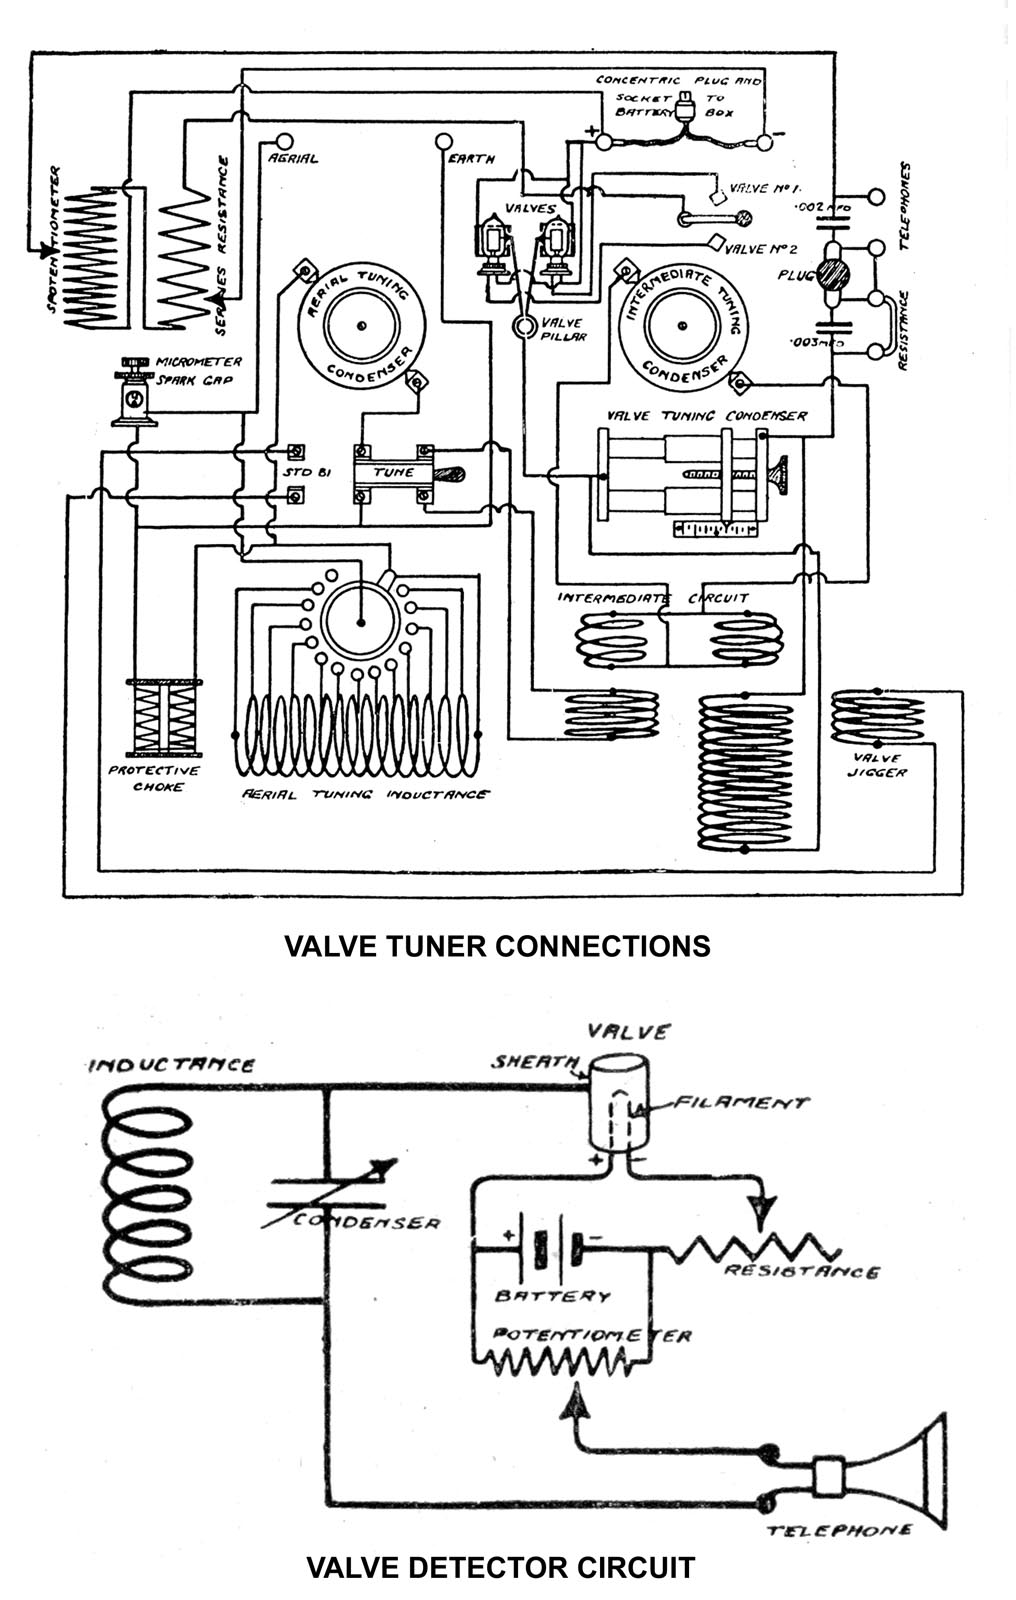 CONCENTRIC PLUG AND
SOCKET TO
BATTERY BOX
+
-
AERIAL
EARTH
SPOTENTIOMETER
SERIES RESISTANCE
VALVES
VALVE Nº 1.
VALVE Nº 2
VALVE
PILLAR
.002 MFD
TELEPHONES
PLUG
.003 MFD
RESISTANCE
AERIAL TUNING
CONDENSER
INTERMEDIATE TUNING
CONDENSER
MICROMETER
SPARK GAP
VALVE TUNING CONDENSER
STD BI
TUNE
INTERMEDIATE CIRCUIT
PROTECTIVE
CHOKE
AERIAL TUNING INDUCTANCE
VALVE
JIGGER
VALVE TUNER CONNECTIONS
VALVE
SHEATH
INDUCTANCE
FILAMENT
+ -
CONDENSER
+ -
BATTERY
RESISTANCE
POTENTIOMETER
TELEPHONE
VALVE DETECTOR CIRCUIT